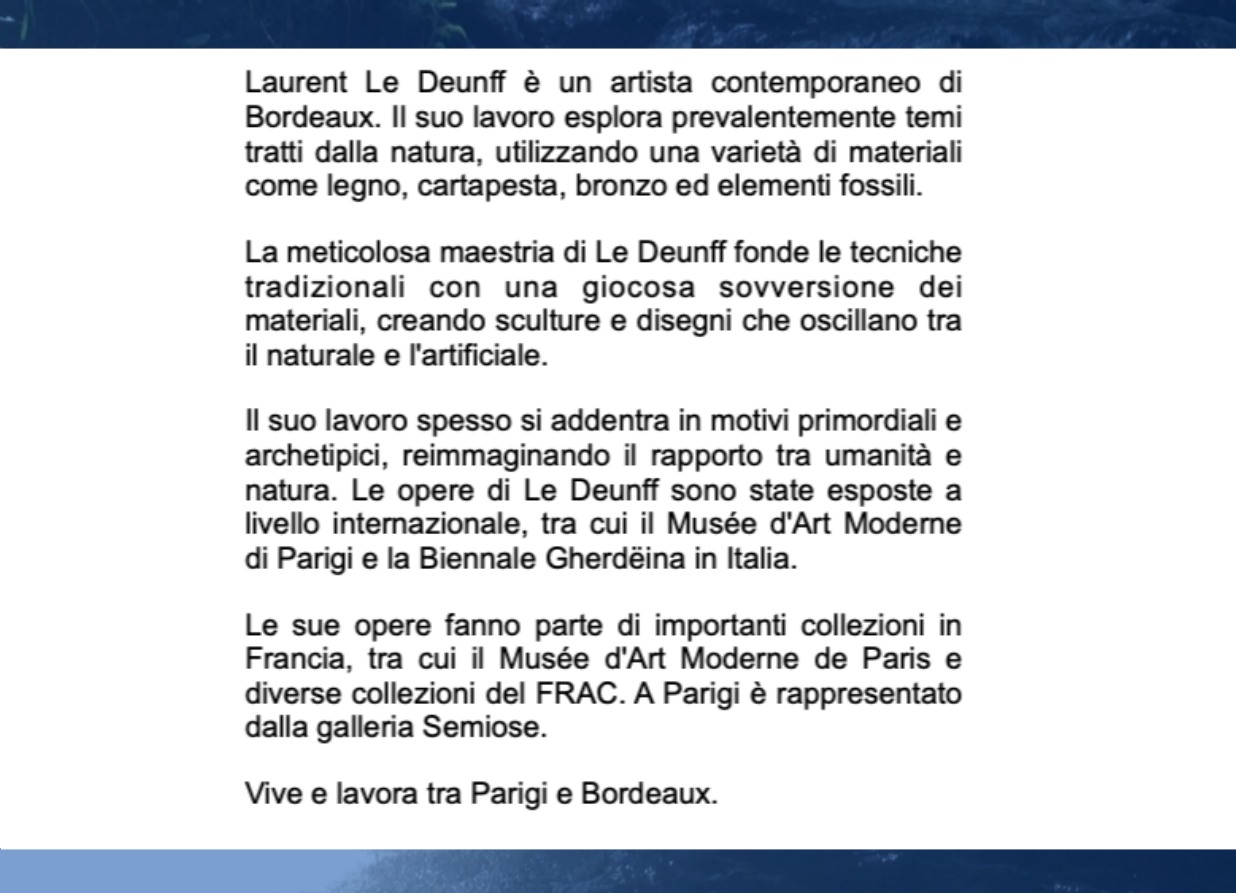 Laurent Le Deunff è un artista contemporaneo di
Bordeaux. Il suo lavoro esplora prevalentemente temi
tratti dalla natura, utilizzando una varietà di materiali
come legno, cartapesta, bronzo ed elementi fossili.
La meticolosa maestria di Le Deunff fonde le tecniche
tradizionali con una giocosa sovversione dei
materiali, creando sculture e disegni che oscillano tra
il naturale e l'artificiale.
Il suo lavoro spesso si addentra in motivi primordiali e
archetipici, reimmaginando il rapporto tra umanità e
natura. Le opere di Le Deunff sono state esposte a
livello internazionale, tra cui il Musée d'Art Moderne
di Parigi e la Biennale Gherdëina in Italia.
Le sue opere fanno parte di importanti collezioni in
Francia, tra cui il Musée d'Art Moderne de Paris e
diverse collezioni del FRAC. A Parigi è rappresentato
dalla galleria Semiose.
Vive e lavora tra Parigi e Bordeaux.